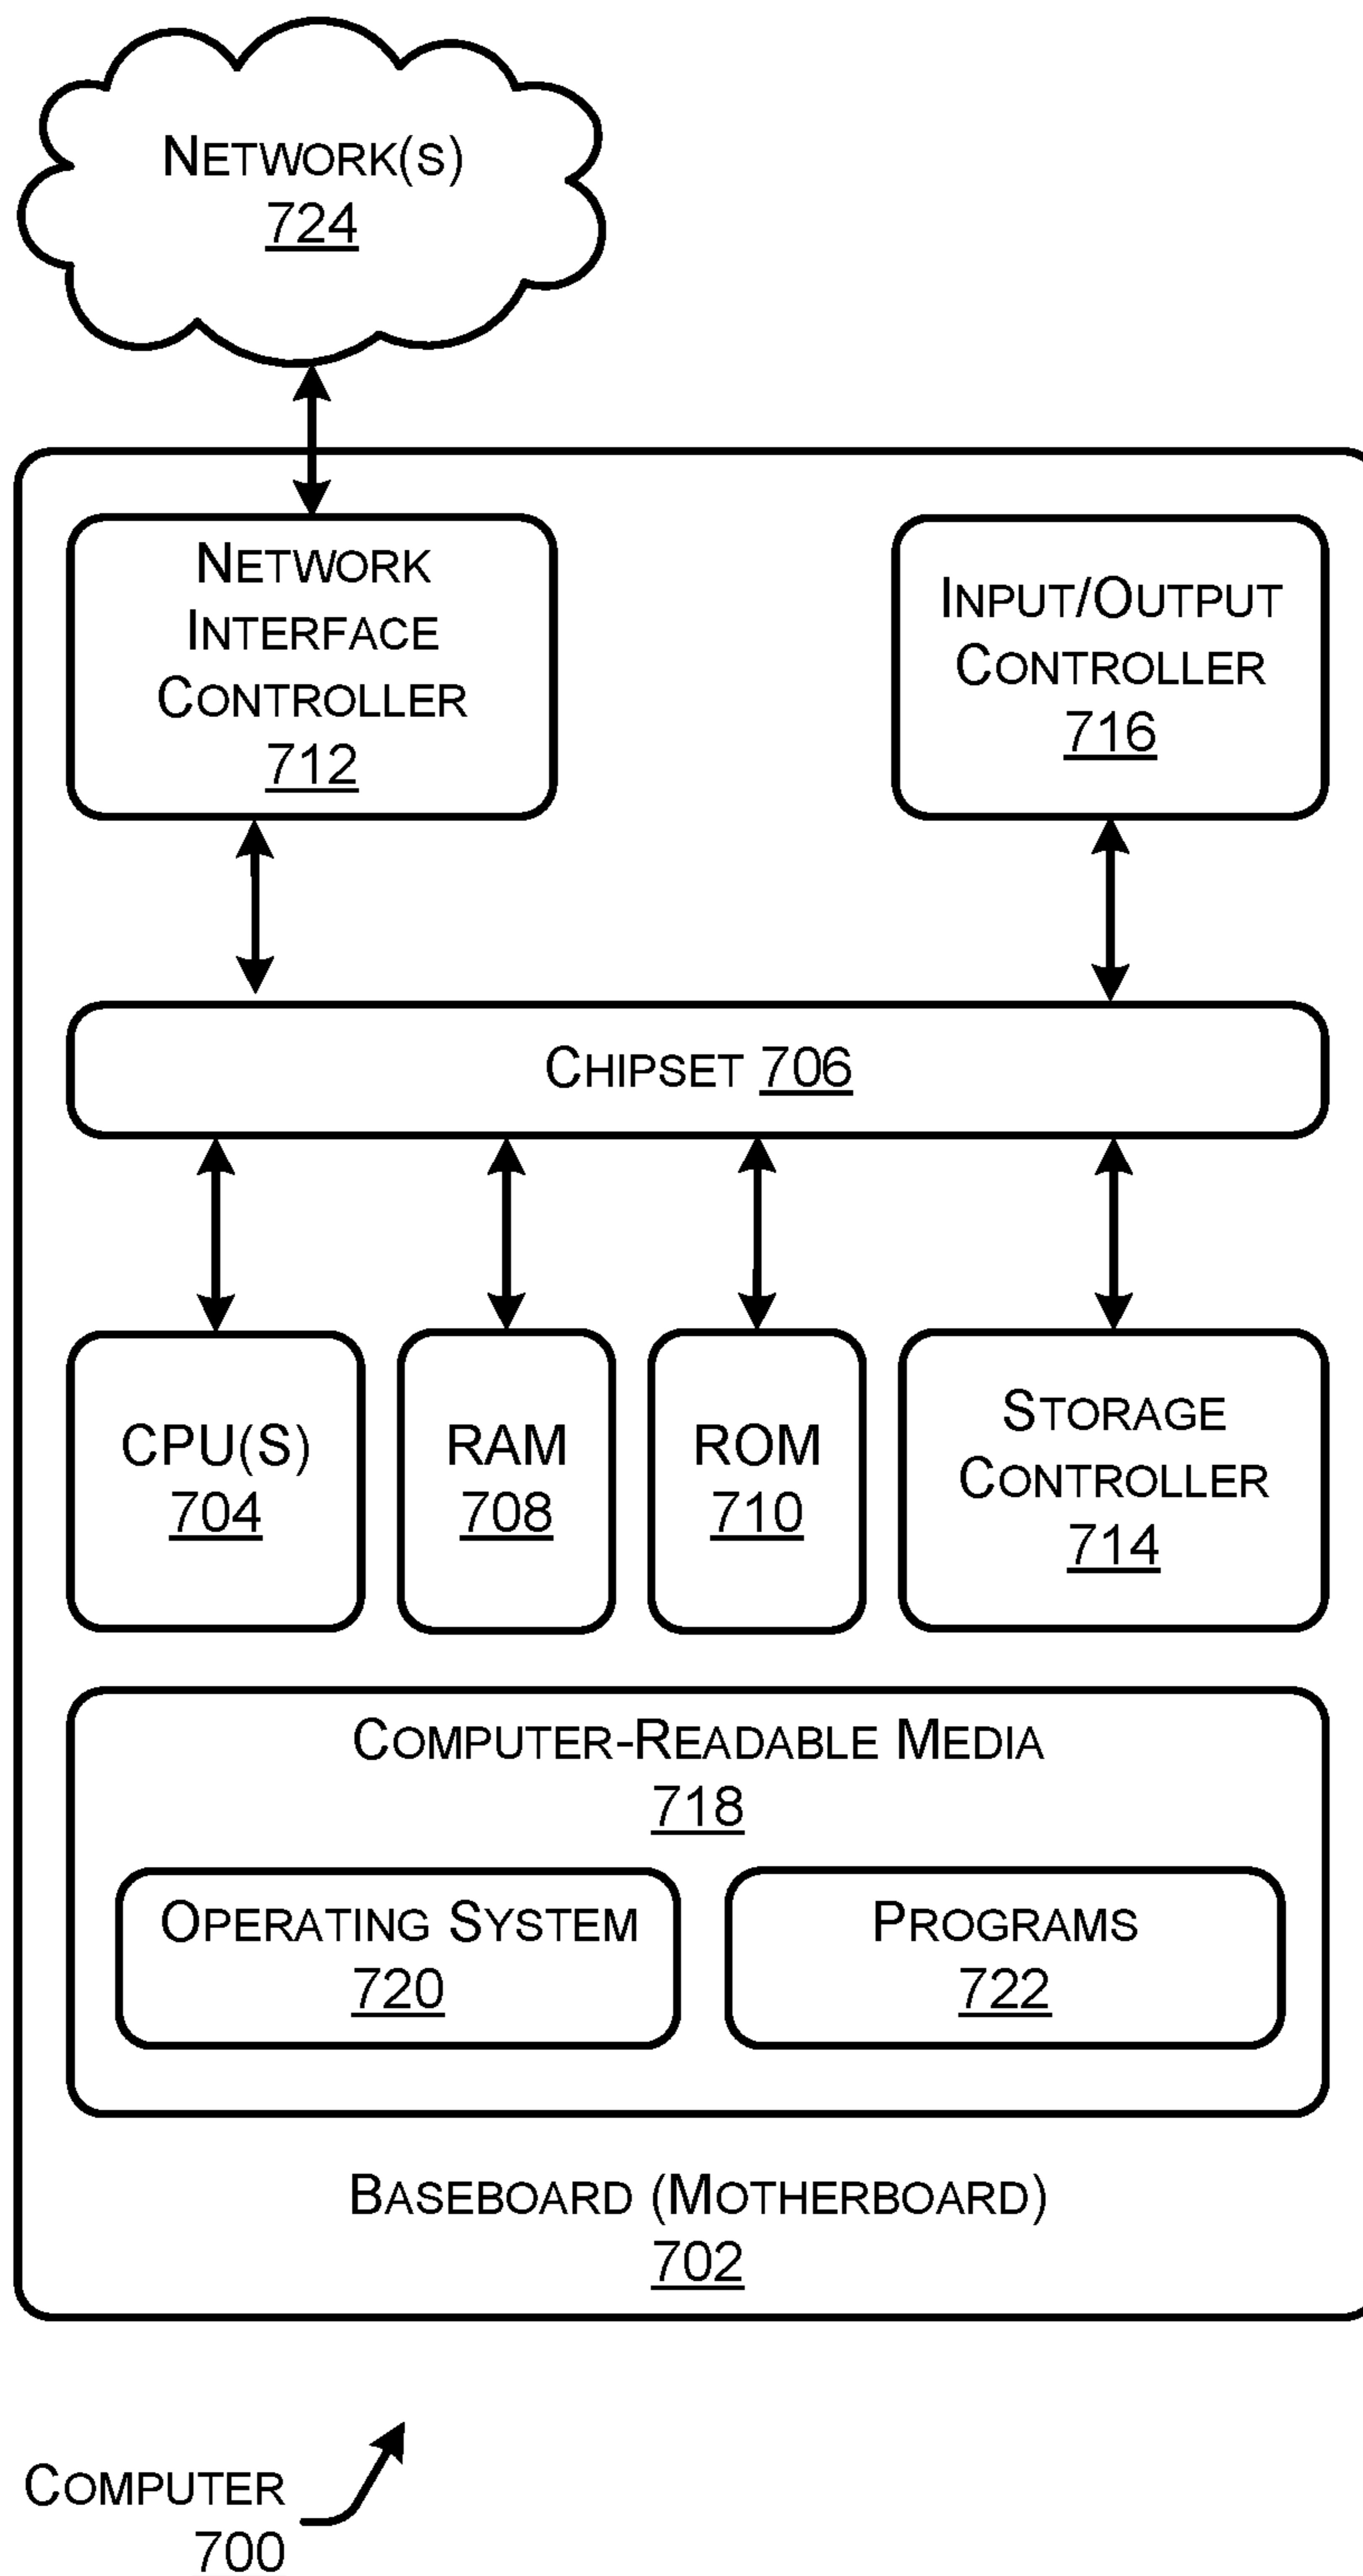 NETWORK(S)
724
NETWORK
INTERFACE
CONTROLLER
712
INPUT/OUTPUT
CONTROLLER
716
CHIPSET 706
CPU(S)
704
RAM
708
ROM
710
STORAGE
CONTROLLER
714
COMPUTER-READABLE MEDIA
718
OPERATING SYSTEM
720
PROGRAMS
722
BASEBOARD (MOTHERBOARD)
702
COMPUTER
700